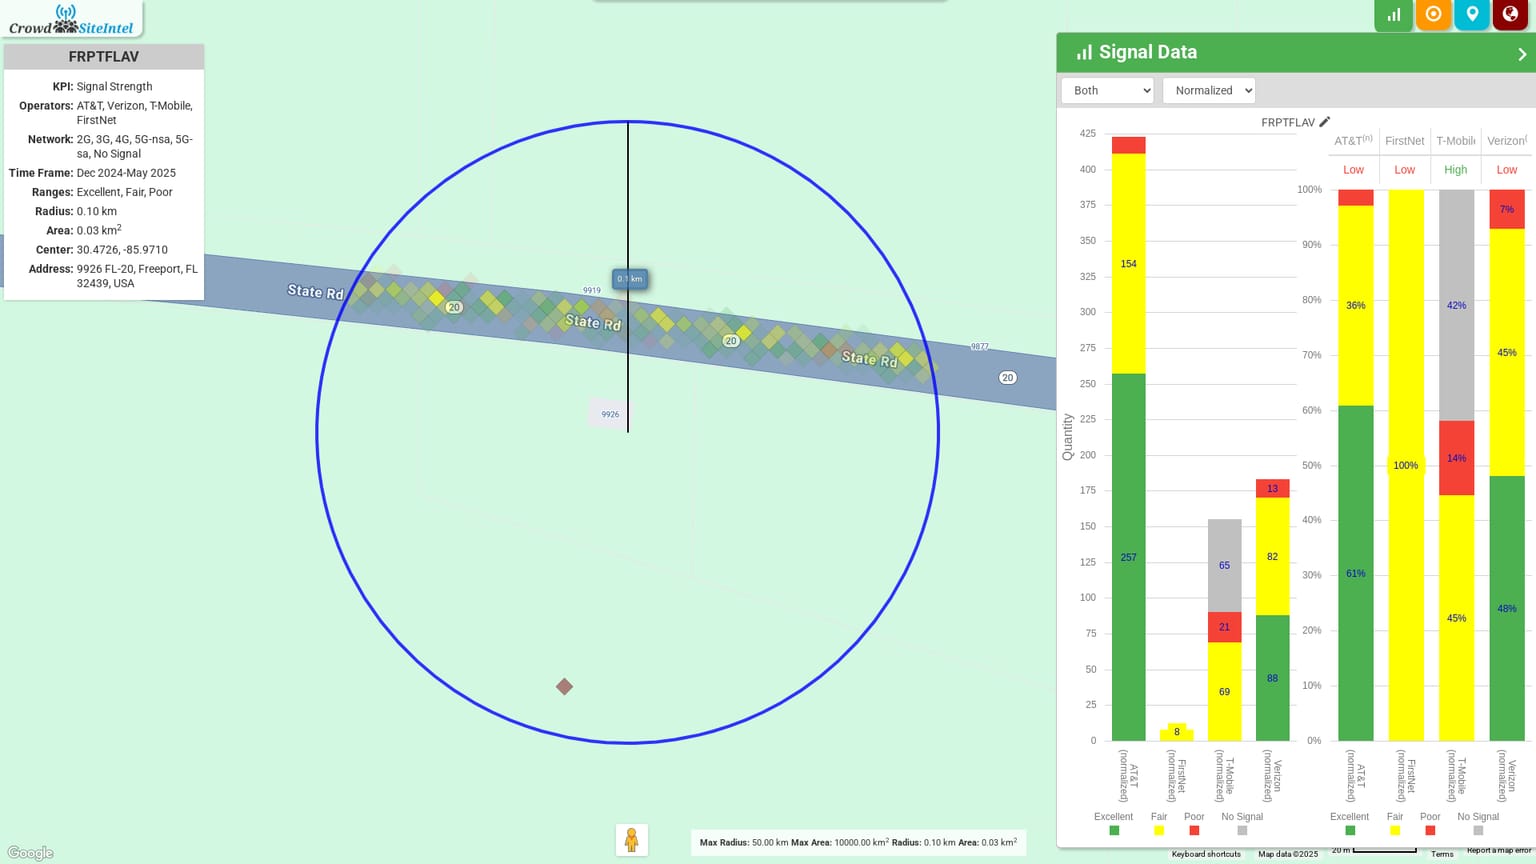 Crowd SiteIntel
FRPTFLAV
KPI: Signal Strength
Operators: AT&T, Verizon, T-Mobile,
FirstNet
Network: 2G, 3G, 4G, 5G-nsa, 5G-
sa, No Signal
Time Frame: Dec 2024-May 2025
Ranges: Excellent, Fair, Poor
Radius: 0.10 km
Area: 0.03 km²
Center: 30.4726, -85.9710
Address: 9926 FL-20, Freeport, FL
32439, USA
State Rd
20
9919
0.1 km
State Rd
20
State Rd
9877
20
9926
Google
Max Radius: 50.00 km Max Area: 10000.00 km² Radius: 0.10 km Area: 0.03 km²
Signal Data
Both
Normalized
FRPTFLAV
425
400
375
350
325
300
275
250
225
200
175
150
125
100
75
50
25
0
Quantity
154
257
8
65
21
69
13
82
88
AT&T (normalized)
FirstNet (normalized)
T-Mobile (normalized)
Verizon (normalized)
Excellent
Fair
Poor
No Signal
AT&T(n)
FirstNet
T-Mobile
Verizon(
Low
Low
High
Low
100%
90%
80%
70%
60%
50%
40%
30%
20%
10%
0%
36%
61%
100%
42%
14%
45%
7%
45%
48%
AT&T (normalized)
FirstNet (normalized)
T-Mobile (normalized)
Verizon (normalized)
Excellent
Fair
Poor
No Signal
Keyboard shortcuts
Map data ©2025
20 m
Terms
Report a map error